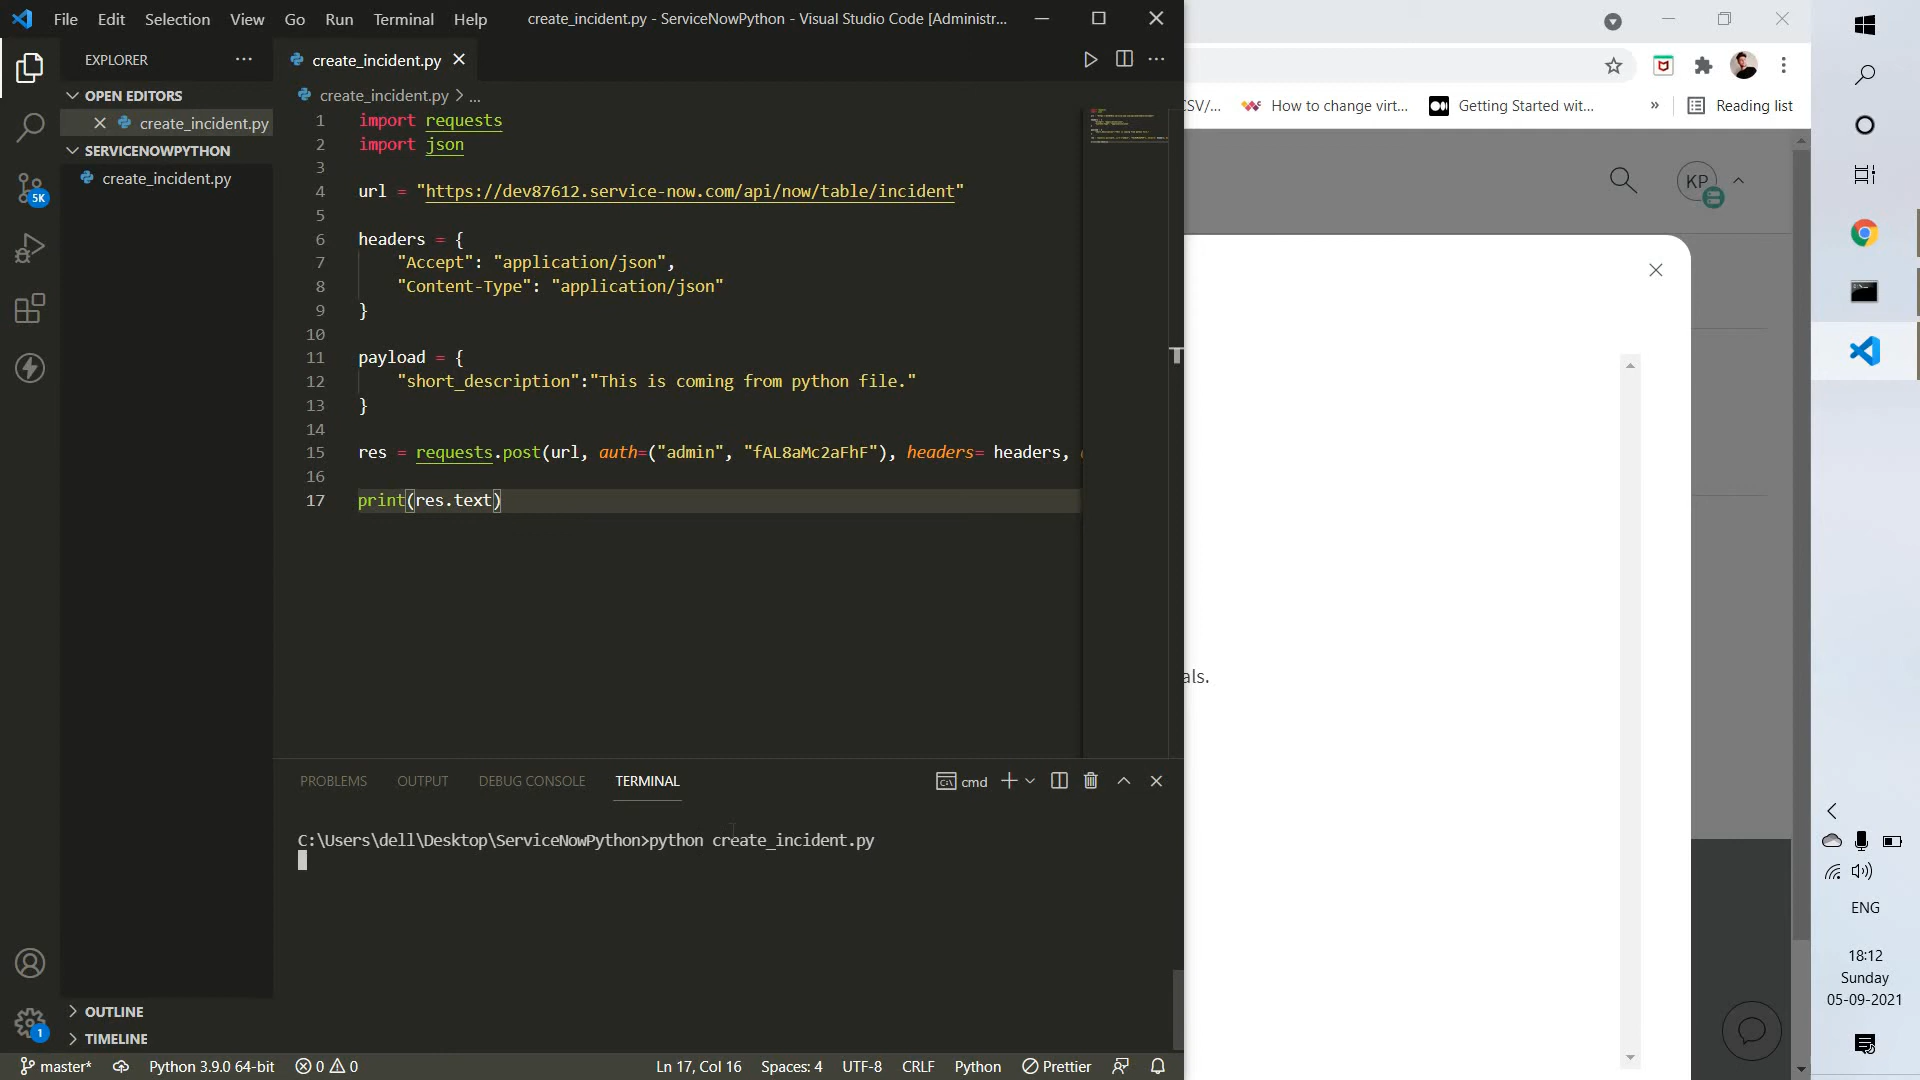 File Edit Selection View Go Run Terminal Help create_incident.py - ServiceNowPython - Visual Studio Code [Administr...
EXPLORER
create_incident.py
OPEN EDITORS
create_incident.py
SERVICENOWPYTHON
create_incident.py
5K
1
OUTLINE
TIMELINE
create_incident.py > ...
1 import requests
2 import json
3
4 url = "https://dev87612.service-now.com/api/now/table/incident"
5
6 headers = {
7 "Accept": "application/json",
8 "Content-Type": "application/json"
9 }
10
11 payload = {
12 "short_description":"This is coming from python file."
13 }
14
15 res = requests.post(url, auth=("admin", "fAL8aMc2aFhF"), headers= headers,
16
17 print(res.text)
PROBLEMS OUTPUT DEBUG CONSOLE TERMINAL cmd
C:\Users\dell\Desktop\ServiceNowPython>python create_incident.py
master* Python 3.9.0 64-bit 0 0 Ln 17, Col 16 Spaces: 4 UTF-8 CRLF Python Prettier
CSV/... How to change virt... Getting Started wit... » Reading list
KP
als.
ENG
18:12
Sunday
05-09-2021